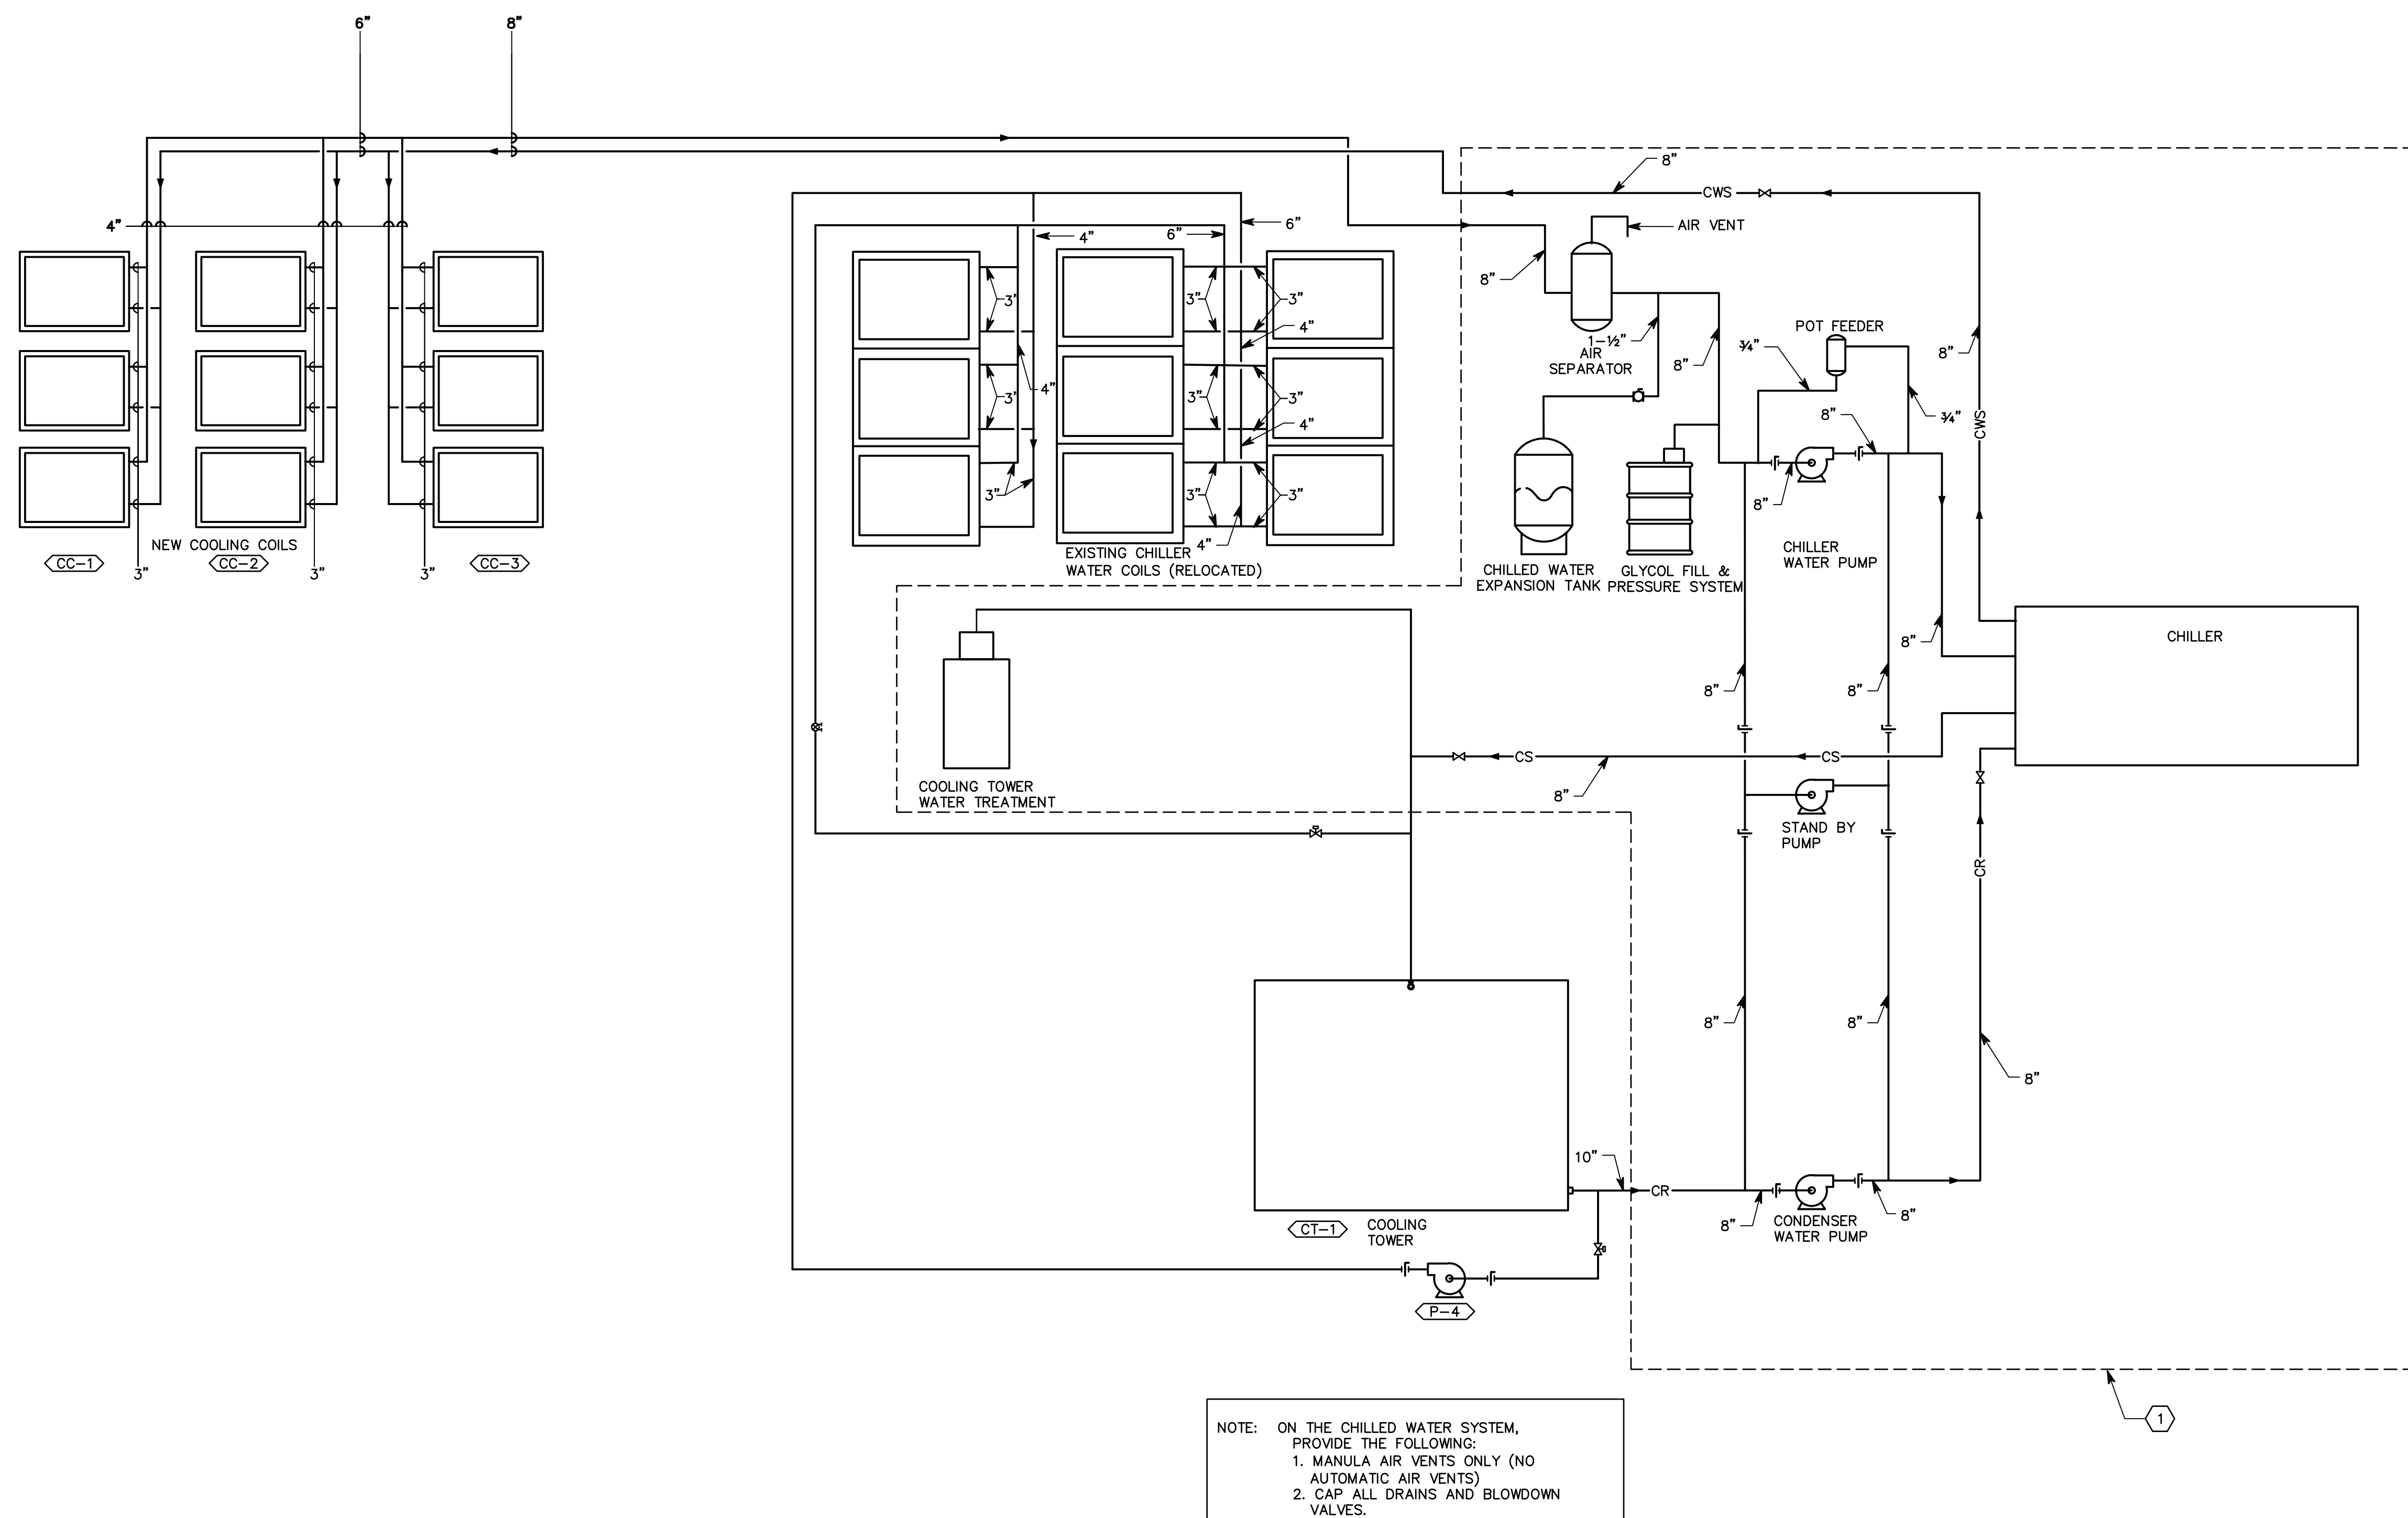 6” 8”
8”
CWS
4”
6”
6”
4”
AIR VENT
8”
3”
3”
3”
4”
1-½”
AIR
SEPARATOR
8”
POT FEEDER
¾”
8”
3”
4”
3”
3”
8”
¾”
CWS
4”
3”
3”
3”
8”
4”
NEW COOLING COILS
CC-1
CC-2
CC-3
3”
3”
3”
EXISTING CHILLER
WATER COILS (RELOCATED)
CHILLED WATER
EXPANSION TANK
GLYCOL FILL &
PRESSURE SYSTEM
CHILLER
WATER PUMP
8”
CHILLER
8”
8”
COOLING TOWER
WATER TREATMENT
CS
CS
8”
STAND BY
PUMP
CR
8”
8”
8”
10”
CR
8”
8”
CT-1
COOLING
TOWER
CONDENSER
WATER PUMP
P-4
1
NOTE: ON THE CHILLED WATER SYSTEM,
PROVIDE THE FOLLOWING:
1. MANULA AIR VENTS ONLY (NO
AUTOMATIC AIR VENTS)
2. CAP ALL DRAINS AND BLOWDOWN
VALVES.